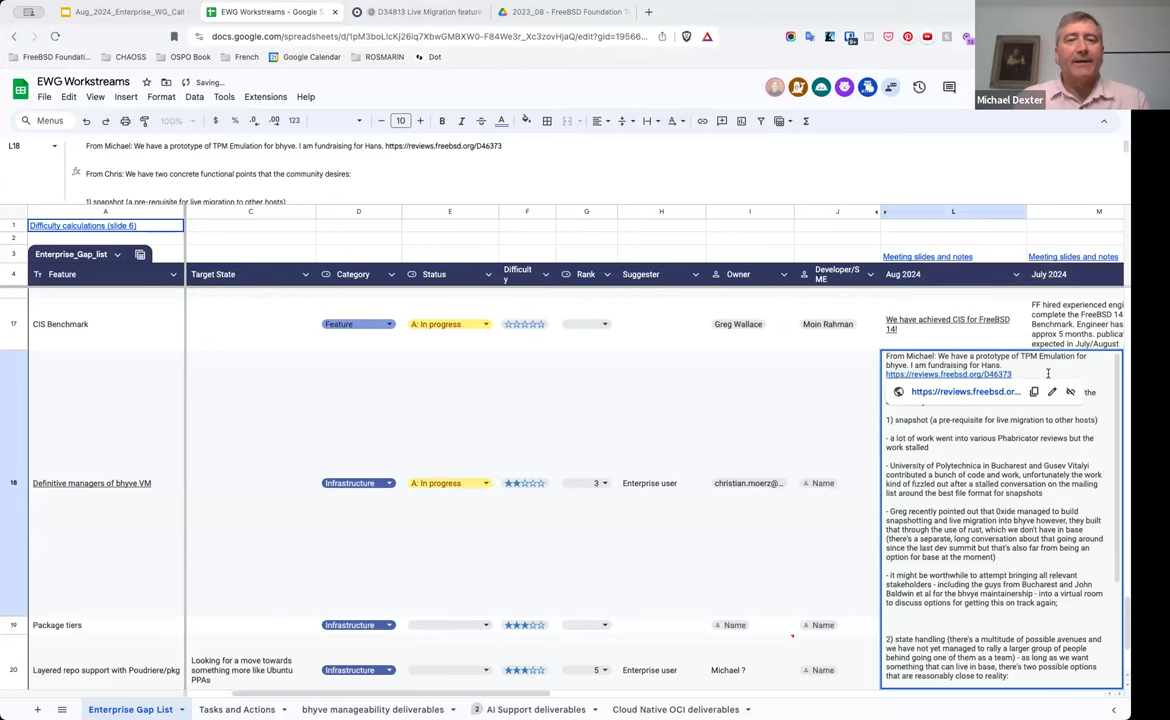 Aug_2024_Enterprise_WG_Call -
EWG Workstreams - Google S
D34813 Live Migration feature
2023_08 - FreeBSD Foundation T
docs.google.com/spreadsheets/d/
FreeBSD Foundati...
CHAOSS
OSPO Book
French
Google Calendar
ROSMARIN
Dot
EWG Workstreams
Saving...
File Edit View Insert Format Data Tools Extensions Help
Menus
100%
$ % .0 .00 123
10
Michael Dexter
L18
From Michael: We have a prototype of TPM Emulation for bhyve. I am fundraising for Hans. https://reviews.freebsd.org/D46373
From Chris: We have two concrete functional points that the community desires:
1) snapshot (a pre-requisite for live migration to other hosts)
A C D E F G H I J L M
1 Difficulty calculations (slide 6)
2
3 Enterprise_Gap_list
Meeting slides and notes
Meeting slides and notes
4 Feature
Target State
Category
Status
Difficult
y
Rank
Suggester
Owner
Developer/S
ME
Aug 2024
July 2024
17 CIS Benchmark
Feature
A: In progress
Greg Wallace
Moin Rahman
We have achieved CIS for FreeBSD
14!
FF hired experienced engi
complete the FreeBSD 14
Benchmark. Engineer has
approx 5 months. publicat
expected in July/August
18 Definitive managers of bhyve VM
Infrastructure
A: In progress
3
Enterprise user
christian.moerz@...
Name
From Michael: We have a prototype of TPM Emulation for
bhyve. I am fundraising for Hans.
https://reviews.freebsd.org/D46373
https://reviews.freebsd.or...
the
1) snapshot (a pre-requisite for live migration to other hosts)
- a lot of work went into various Phabricator reviews but the
work stalled
- University of Polytechnica in Bucharest and Gusev Vitalyi
contributed a bunch of code and work, unfortunately the work
kind of fizzled out after a stalled conversation on the mailing
list around the best file format for snapshots
- Greg recently pointed out that 0xide managed to build
snapshotting and live migration into bhyve however, they built
that through the use of rust, which we don't have in base
(there's a separate, long conversation about that going around
since the last dev summit but that's also far from being an
option for base at the moment)
- it might be worthwhile to attempt bringing all relevant
stakeholders - including the guys from Bucharest and John
Baldwin et al for the bhyve maintainership - into a virtual room
to discuss options for getting this on track again;
2) state handling (there's a multitude of possible avenues and
we have not yet managed to rally a larger group of people
behind going one of them as a team) - as long as we want
something that can live in base, there's two possible options
that are reasonably close to reality:
19 Package tiers
Infrastructure
Name
Name
20 Layered repo support with Poudriere/pkg
Looking for a move towards
something more like Ubuntu
PPAs
Infrastructure
5
Enterprise user
Michael ?
Name
Enterprise Gap List
Tasks and Actions
bhyve manageability deliverables
2 AI Support deliverables
Cloud Native OCI deliverables